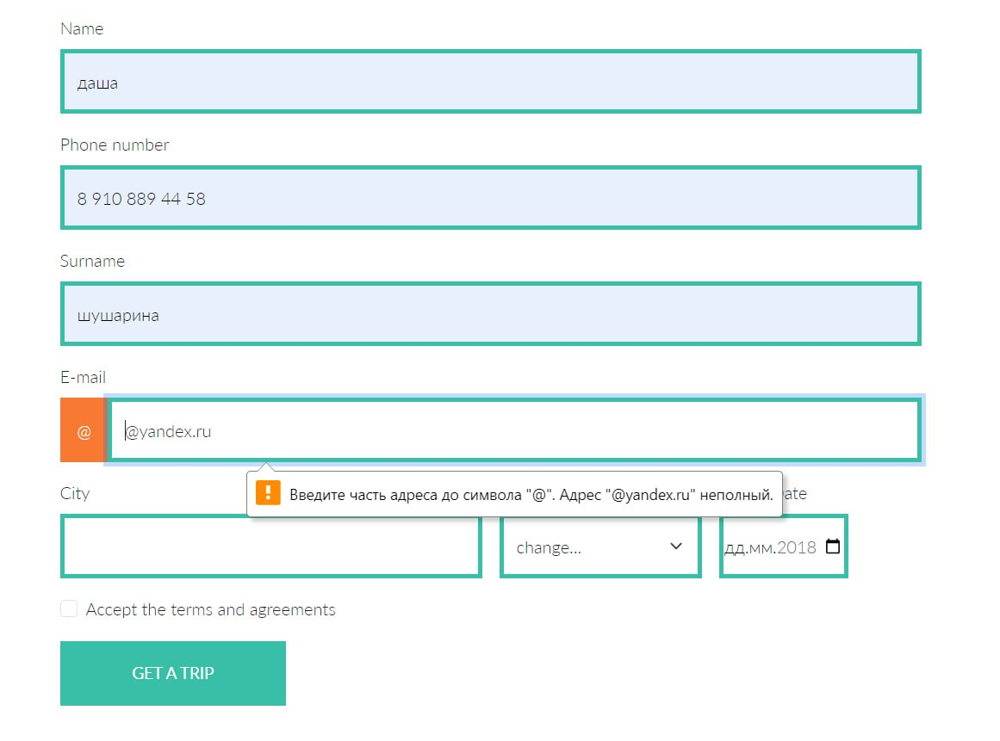 Name
даша
Phone number
8 910 889 44 58
Surname
шушарина
E-mail
@ @yandex.ru
Введите часть адреса до символа "@". Адрес "@yandex.ru" неполный.
City
change...
дд.мм.2018
Accept the terms and agreements
GET A TRIP